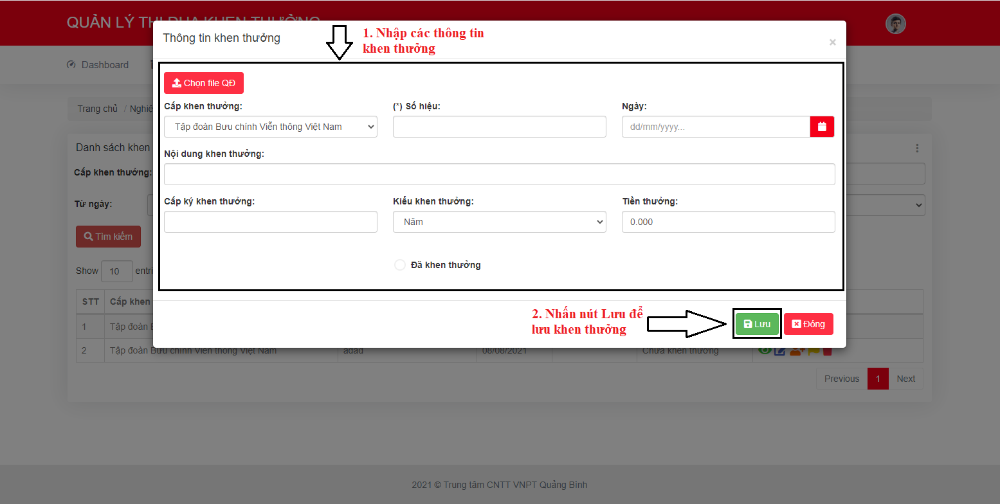 QUẢN LÝ THI ĐUA KHEN THƯỞNG
Thông tin khen thưởng
1. Nhập các thông tin
khen thưởng
×
Dashboard
Chọn file QĐ
Trang chủ / Nghiệ
Cấp khen thưởng:
(*) Số hiệu:
Ngày:
Tập đoàn Bưu chính Viễn thông Việt Nam
dd/mm/yyyy...
Danh sách khen
Nội dung khen thưởng:
Cấp khen thưởng:
Từ ngày:
Cấp ký khen thưởng:
Kiểu khen thưởng:
Tiền thưởng:
Năm
0.000
Tìm kiếm
Đã khen thưởng
Show 10 entri
STT Cấp khen
1 Tập đoàn
2. Nhấn nút Lưu để
lưu khen thưởng
Lưu
Đóng
2 Tập đoàn Bưu chính Viễn thông Việt Nam adad 08/08/2021 Chưa khen thưởng
Previous 1 Next
2021 © Trung tâm CNTT VNPT Quảng Bình